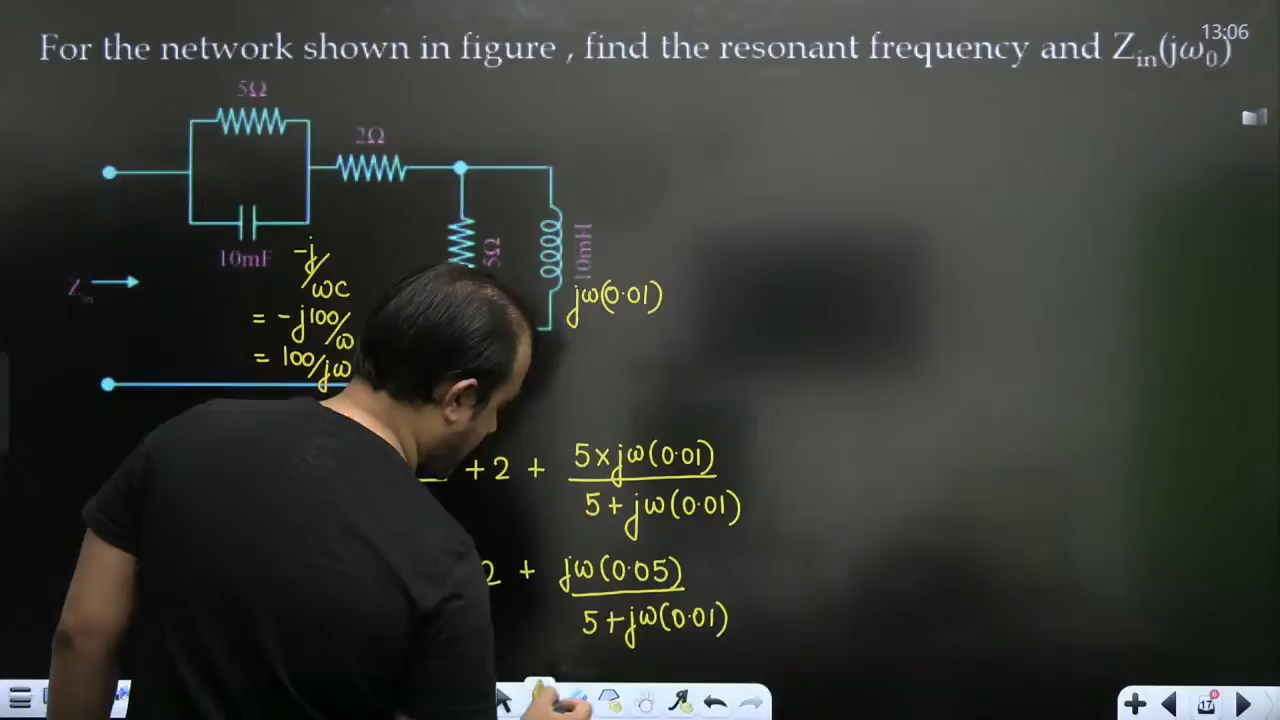 13:06
For the network shown in figure , find the resonant frequency and Zin(jω0)
5Ω
2Ω
10mF
5Ω
10mH
Zin
-j/ωC
= -j100/ω
= 100/jω
jω(0.01)
+ 2 + 5×jω(0.01)
5+jω(0.01)
2 + jω(0.05)
5+jω(0.01)
17